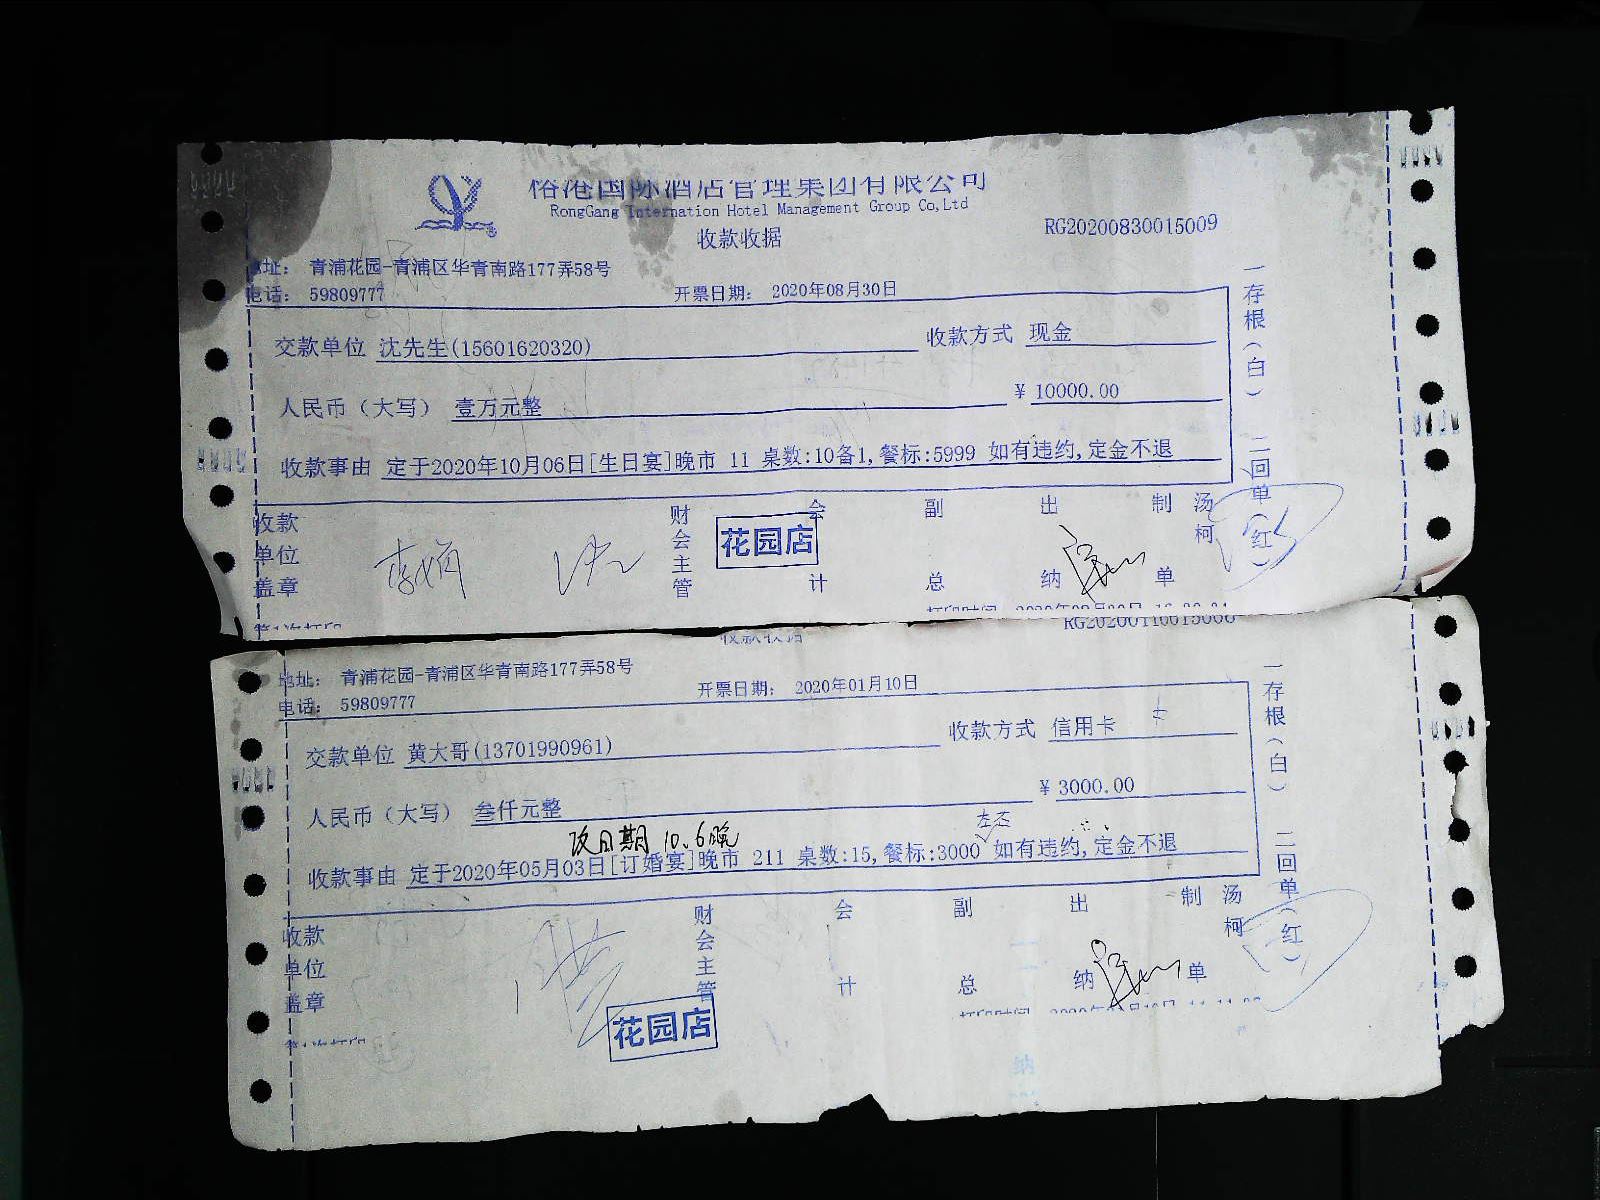 榕港国际酒店管理集团有限公司
RongGang Internation Hotel Management Group Co,Ltd
收款收据
RG20200830015009
地址: 青浦花园-青浦区华青南路177弄58号
电话: 59809777
开票日期: 2020年08月30日
交款单位 沈先生(15601620320)
收款方式 现金
人民币（大写） 壹万元整
¥ 10000.00
收款事由 定于2020年10月06日[生日宴]晚市 11 桌数:10备1,餐标:5999 如有违约,定金不退
一存根(白) 二回单(红)
收款单位盖章
财会主管
花园店
会计
副总
出纳
制单
汤柯
第1次打印
收款收据
地址: 青浦花园-青浦区华青南路177弄58号
电话: 59809777
开票日期: 2020年01月10日
交款单位 黄大哥(13701990961)
收款方式 信用卡
人民币（大写） 叁仟元整
¥ 3000.00
改日期 10.6晚
收款事由 定于2020年05月03日[订婚宴]晚市 211 桌数:15,餐标:3000 如有违约,定金不退
一存根(白) 二回单(红)
收款单位盖章
财会主管
会计
副总
出纳
制单
汤柯
花园店
第1次打印